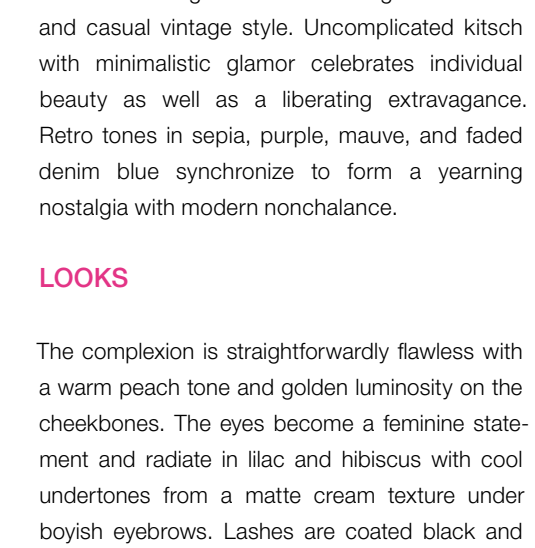 and casual vintage style. Uncomplicated kitsch
with minimalistic glamor celebrates individual
beauty as well as a liberating extravagance.
Retro tones in sepia, purple, mauve, and faded
denim blue synchronize to form a yearning
nostalgia with modern nonchalance.
LOOKS
The complexion is straightforwardly flawless with
a warm peach tone and golden luminosity on the
cheekbones. The eyes become a feminine state-
ment and radiate in lilac and hibiscus with cool
undertones from a matte cream texture under
boyish eyebrows. Lashes are coated black and